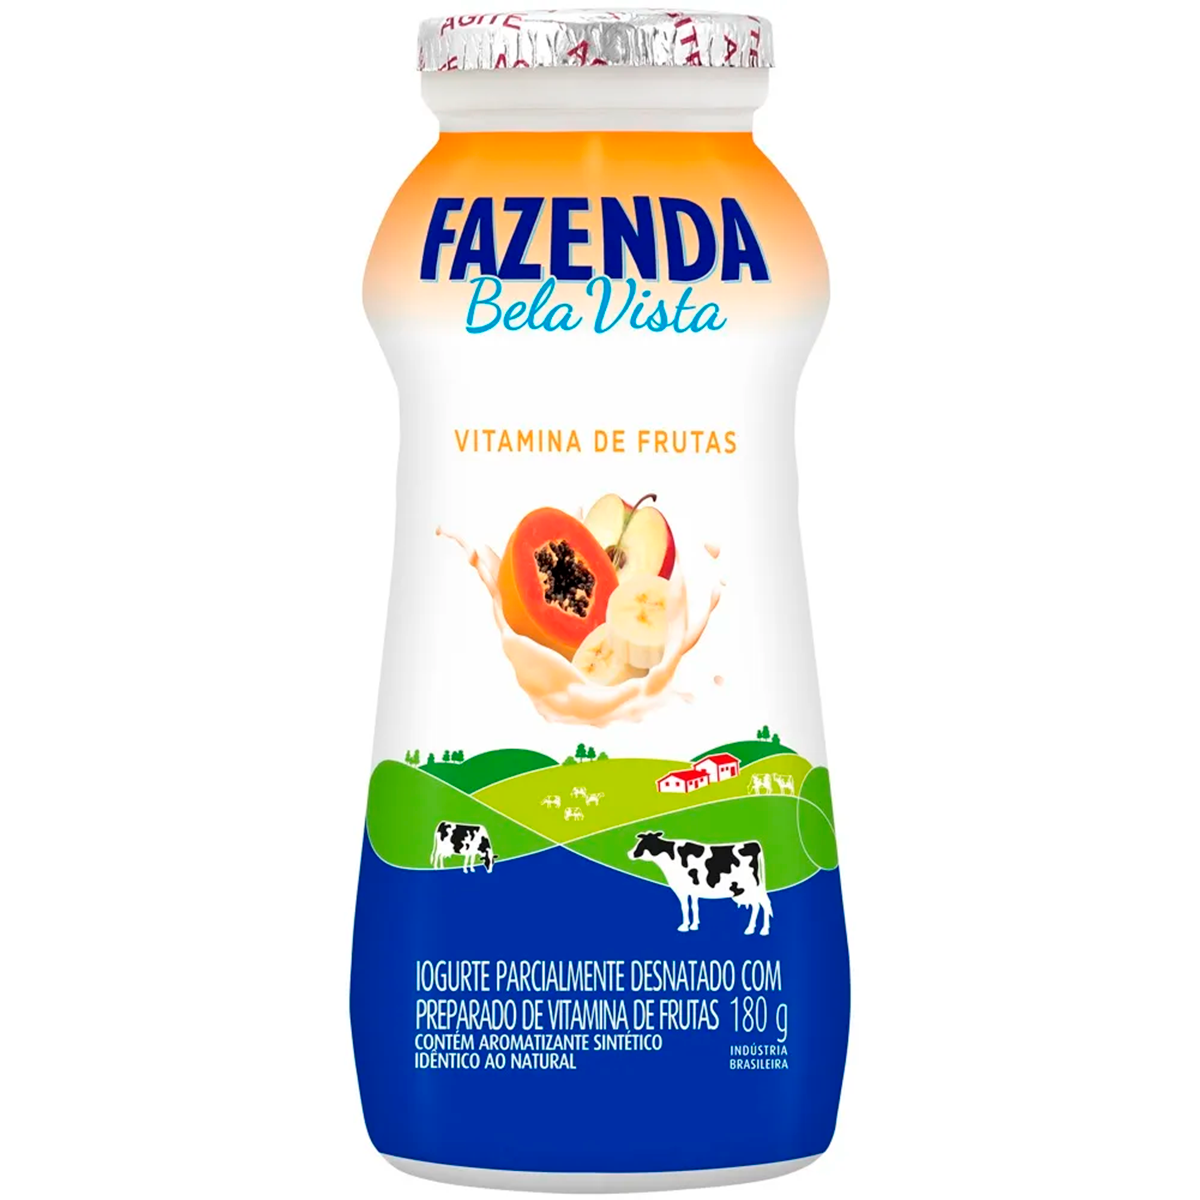 AGITE
FAZENDA
Bela Vista
VITAMINA DE FRUTAS
IOGURTE PARCIALMENTE DESNATADO COM
PREPARADO DE VITAMINA DE FRUTAS 180 g
CONTÉM AROMATIZANTE SINTÉTICO
IDÊNTICO AO NATURAL
INDÚSTRIA
BRASILEIRA